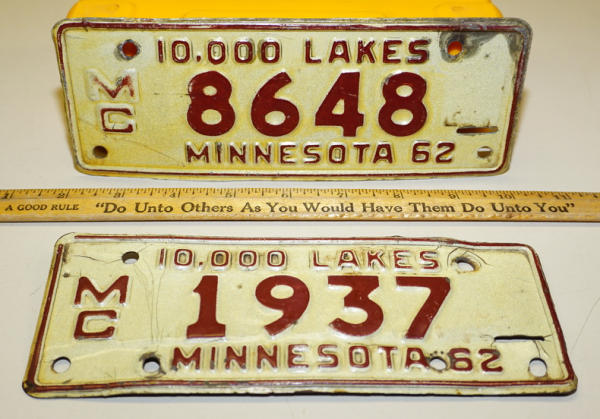 10,000 LAKES
MC
8648
MINNESOTA 62
A GOOD RULE "Do Unto Others As You Would Have Them Do Unto You"
10,000 LAKES
MC
1937
MINNESOTA 62